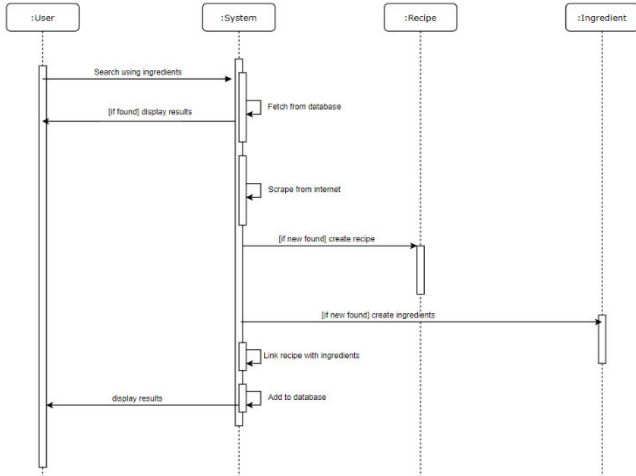 :User
:System
:Recipe
:Ingredient
Search using ingredients
Fetch from database
[if found] display results
Scrape from internet
[if new found] create recipe
[if new found] create ingredients
Link recipe with ingredients
Add to database
display results